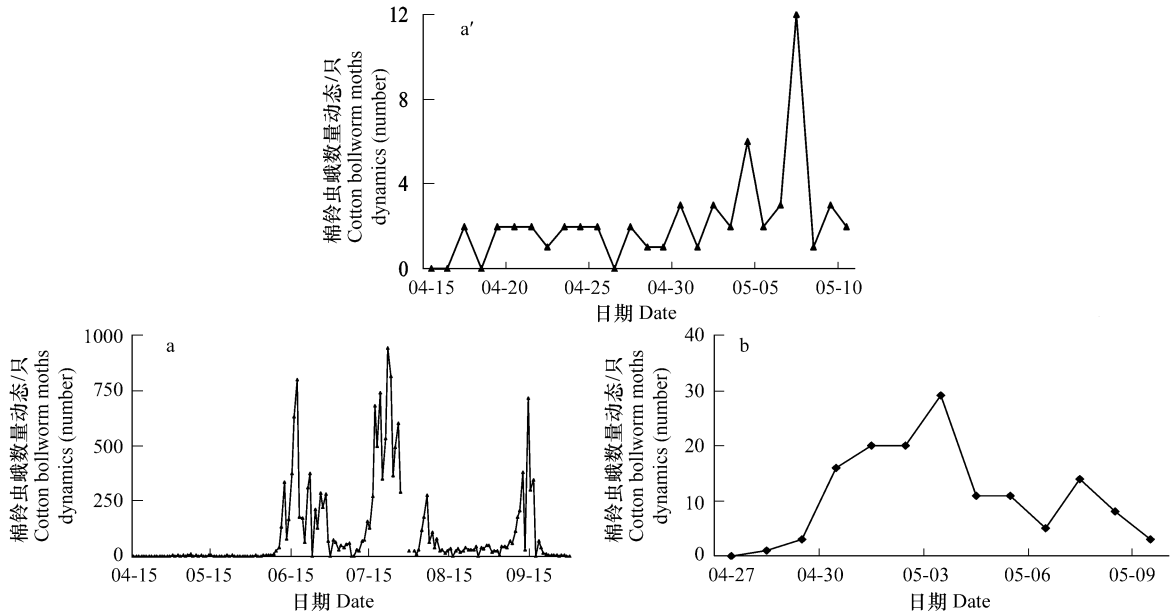 a′
棉铃虫蛾数量动态/只
Cotton bollworm moths
dynamics (number)
12
8
4
0
04-15 04-20 04-25 04-30 05-05 05-10
日期 Date
a
棉铃虫蛾数量动态/只
Cotton bollworm moths
dynamics (number)
1000
750
500
250
0
04-15 05-15 06-15 07-15 08-15 09-15
日期 Date
b
棉铃虫蛾数量动态/只
Cotton bollworm moths
dynamics (number)
40
30
20
10
0
04-27 04-30 05-03 05-06 05-09
日期 Date